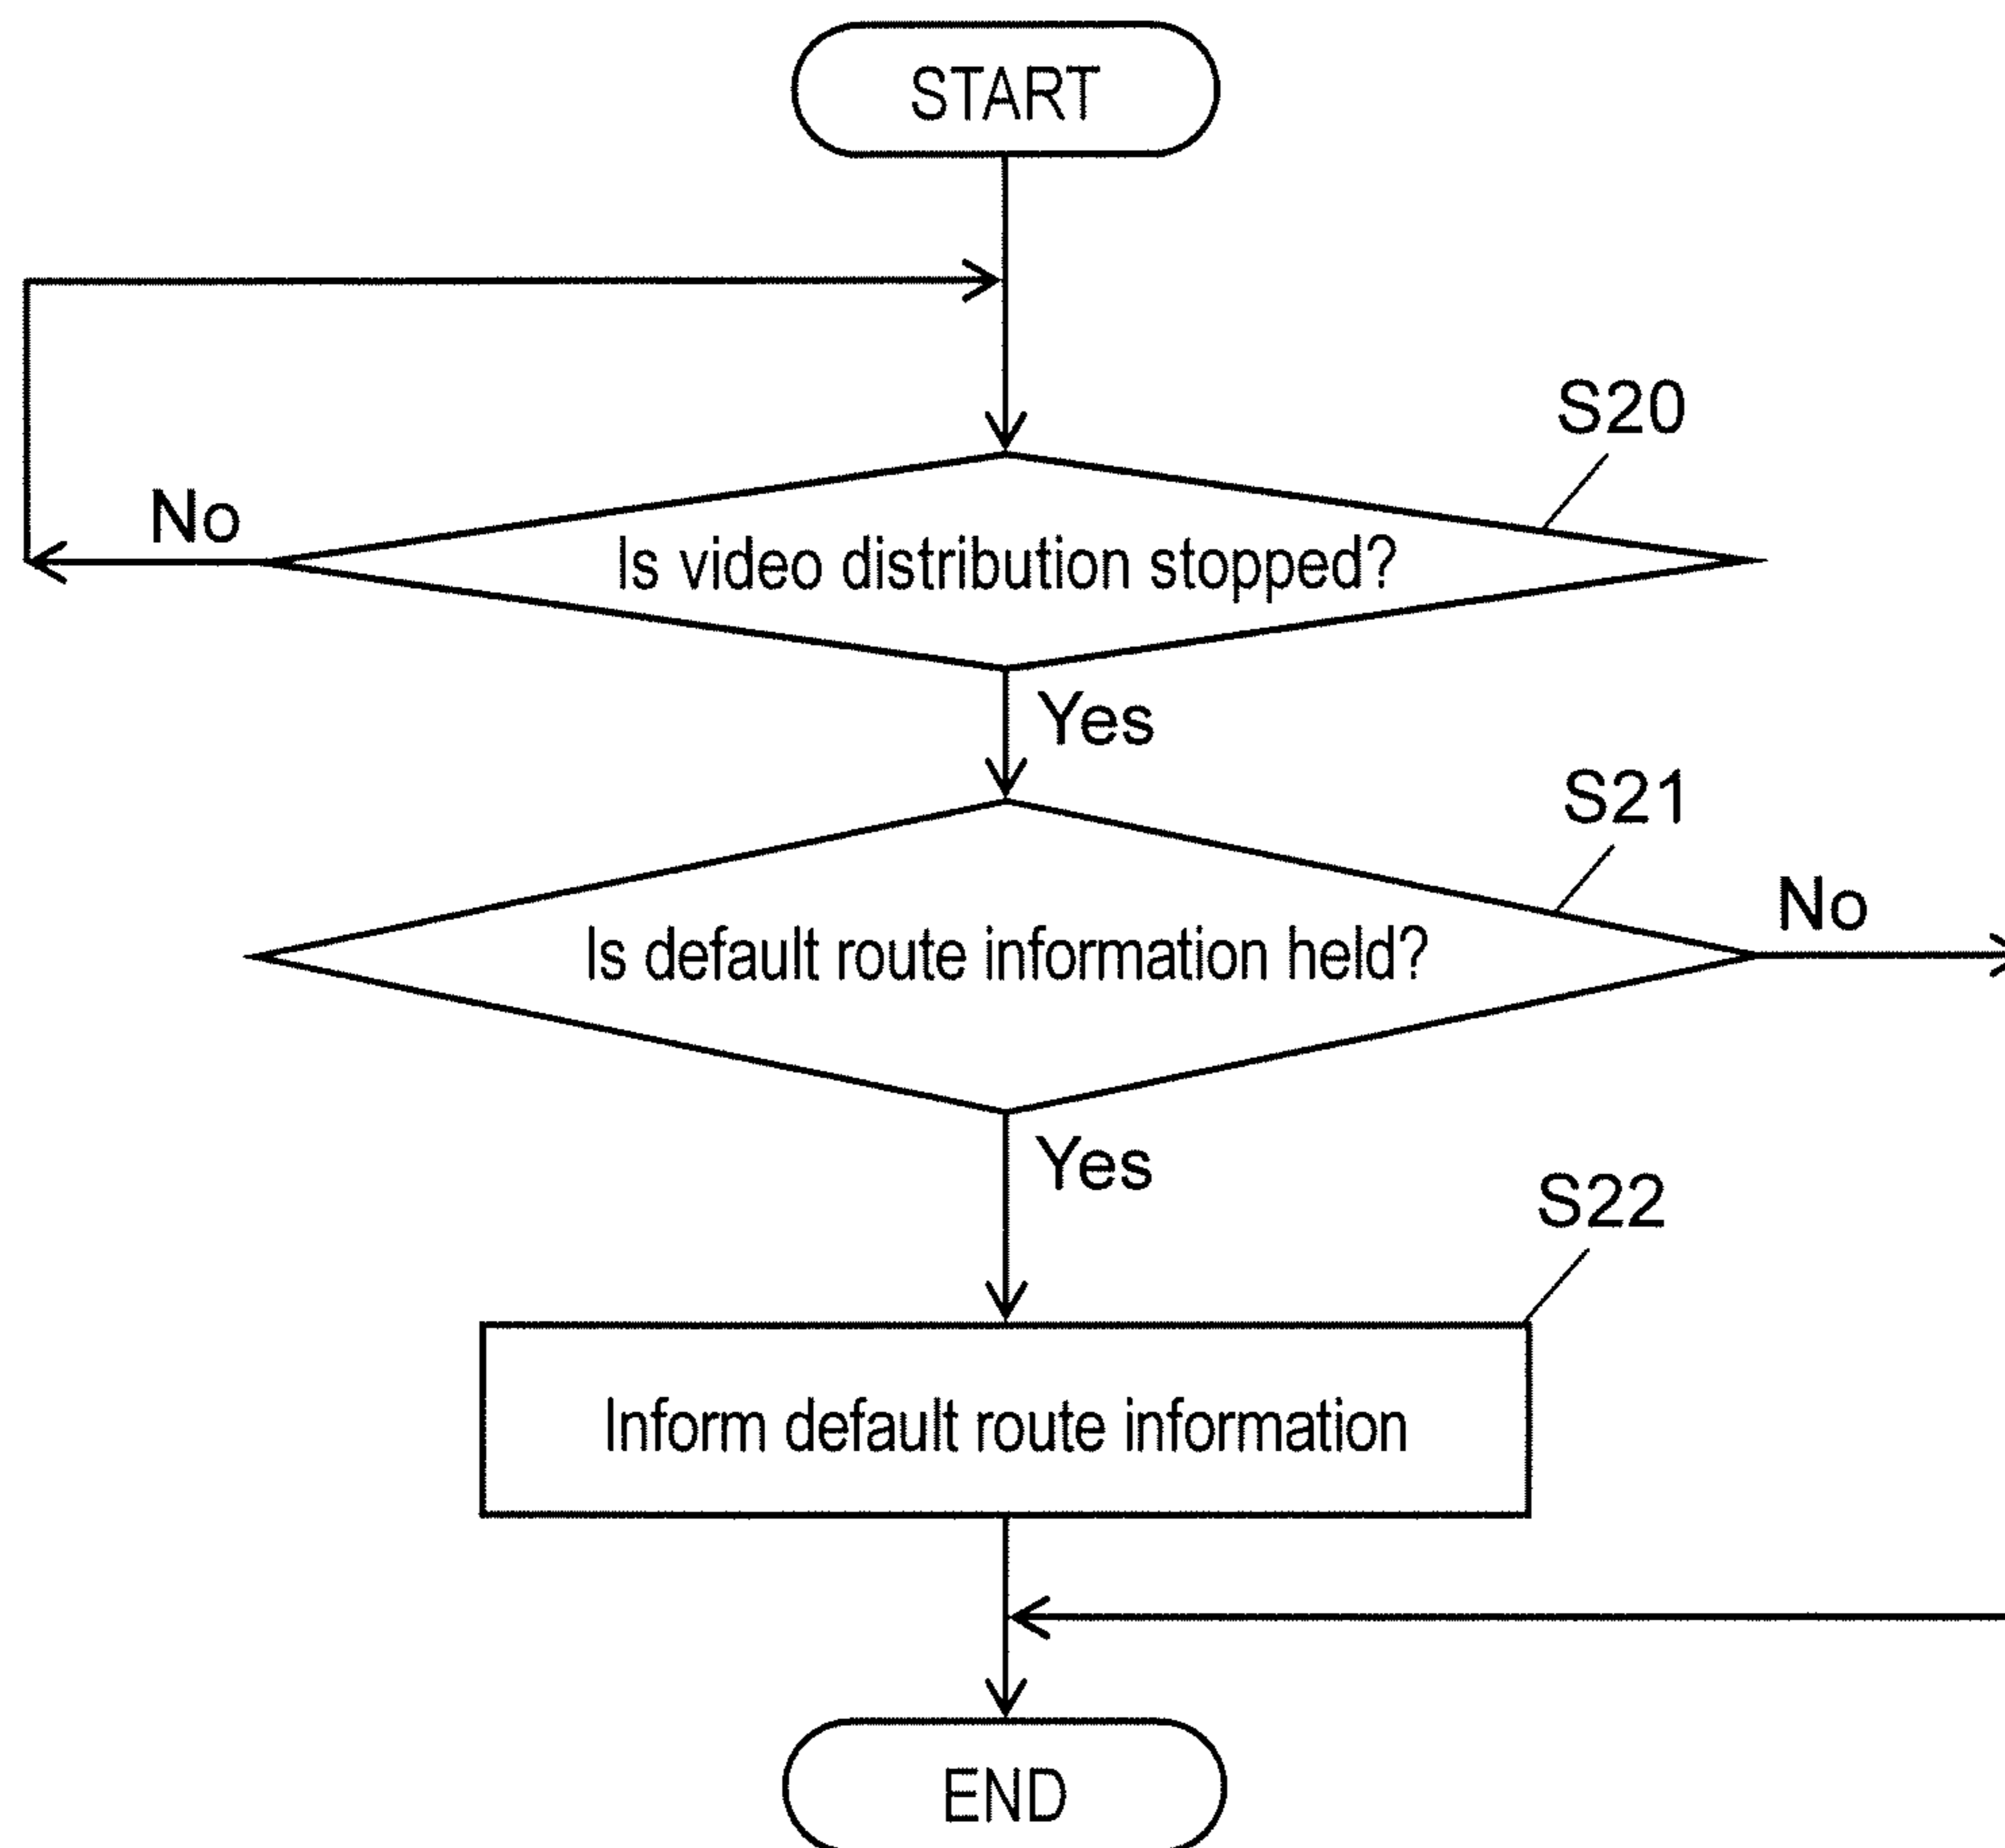 START
S20
No
Is video distribution stopped?
Yes
S21
No
Is default route information held?
Yes
S22
Inform default route information
END